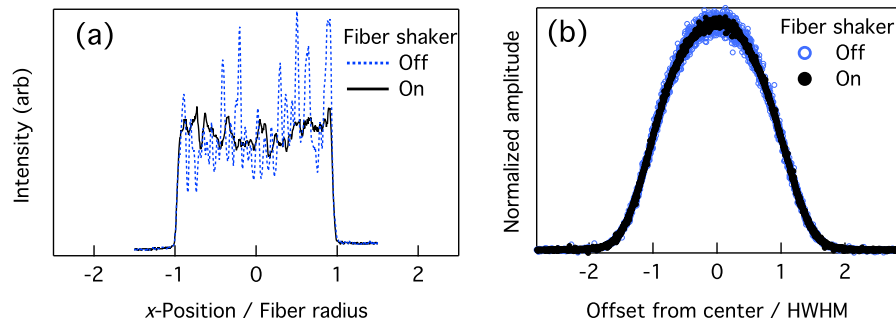 (a)
Fiber shaker
Off
On
Intensity (arb)
-2 -1 0 1 2
x-Position / Fiber radius
(b)
Fiber shaker
Off
On
Normalized amplitude
-2 -1 0 1 2
Offset from center / HWHM